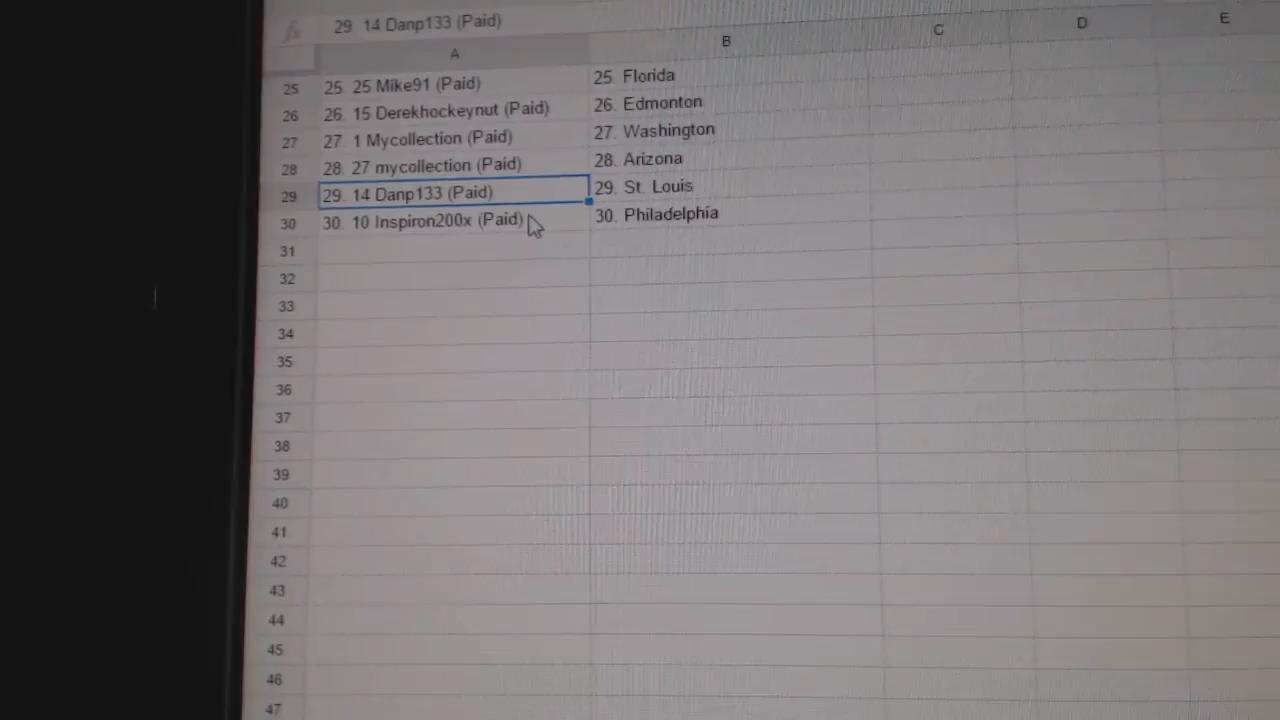 29. 14 Danp133 (Paid)
A B C D E
25 25. 25 Mike91 (Paid) 25. Florida
26 26. 15 Derekhockeynut (Paid) 26. Edmonton
27 27. 1 Mycollection (Paid) 27. Washington
28 28. 27 mycollection (Paid) 28. Arizona
29 29. 14 Danp133 (Paid) 29. St. Louis
30 30. 10 Inspiron200x (Paid) 30. Philadelphia
31
32
33
34
35
36
37
38
39
40
41
42
43
44
45
46
47